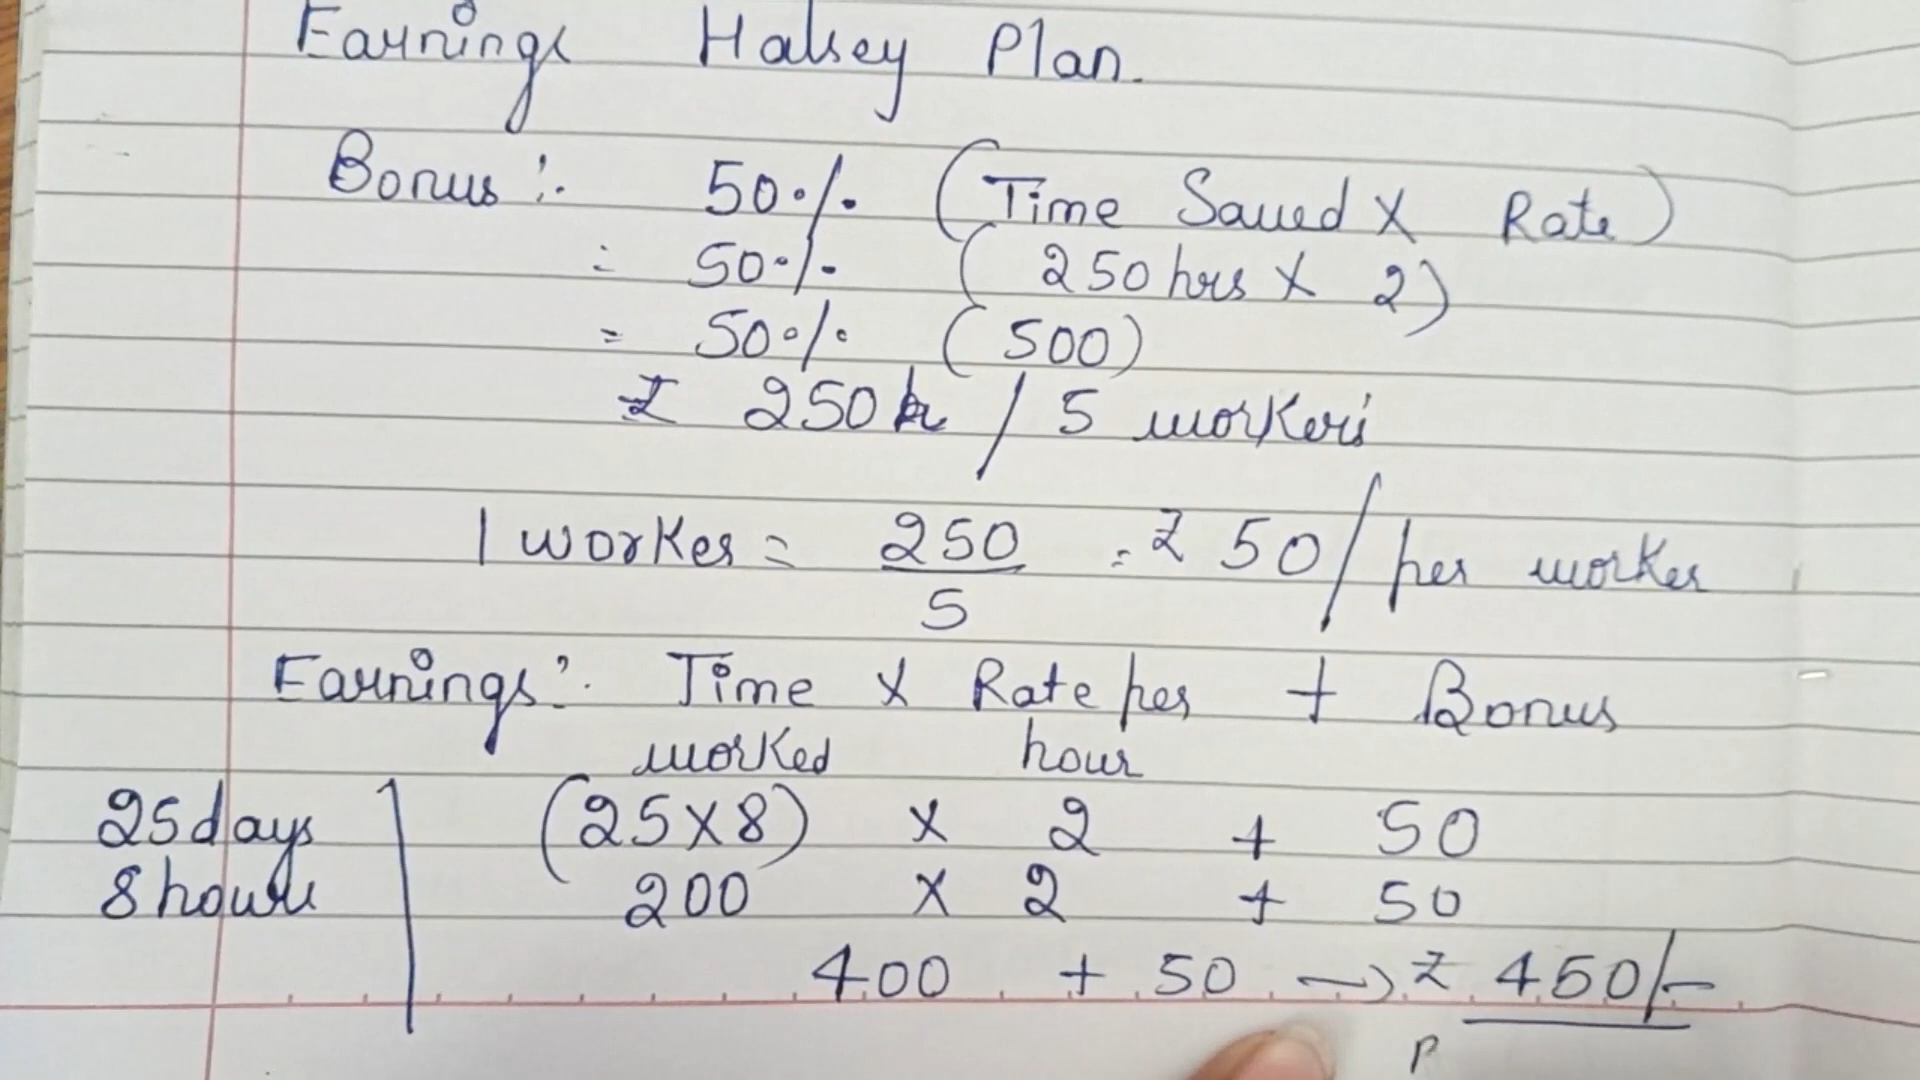 Earnings Halsey Plan.
Bonus :- 50% (Time Saved X Rate)
= 50% (250 hrs X 2)
= 50% (500)
₹ 250 / 5 workers
1 worker = 250/5 = ₹ 50/ per worker
Earnings :- Time worked X Rate per hour + Bonus
25 days (25X8) X 2 + 50
8 hours 200 X 2 + 50
400 + 50 → ₹ 450/-
P